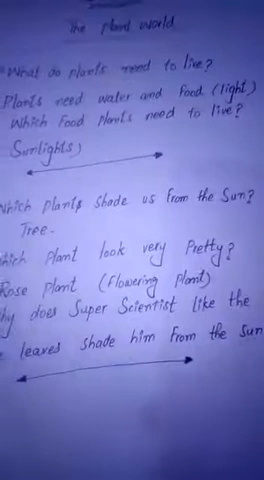 The Plant World
What do plants need to live?
Plants need water and food (light)
Which food plants need to live?
Sunlights)
Which plants shade us from the Sun?
Tree.
Which plant look very Pretty?
Rose plant (Flowering plant)
Why does Super Scientist like the
leaves shade him from the Sun